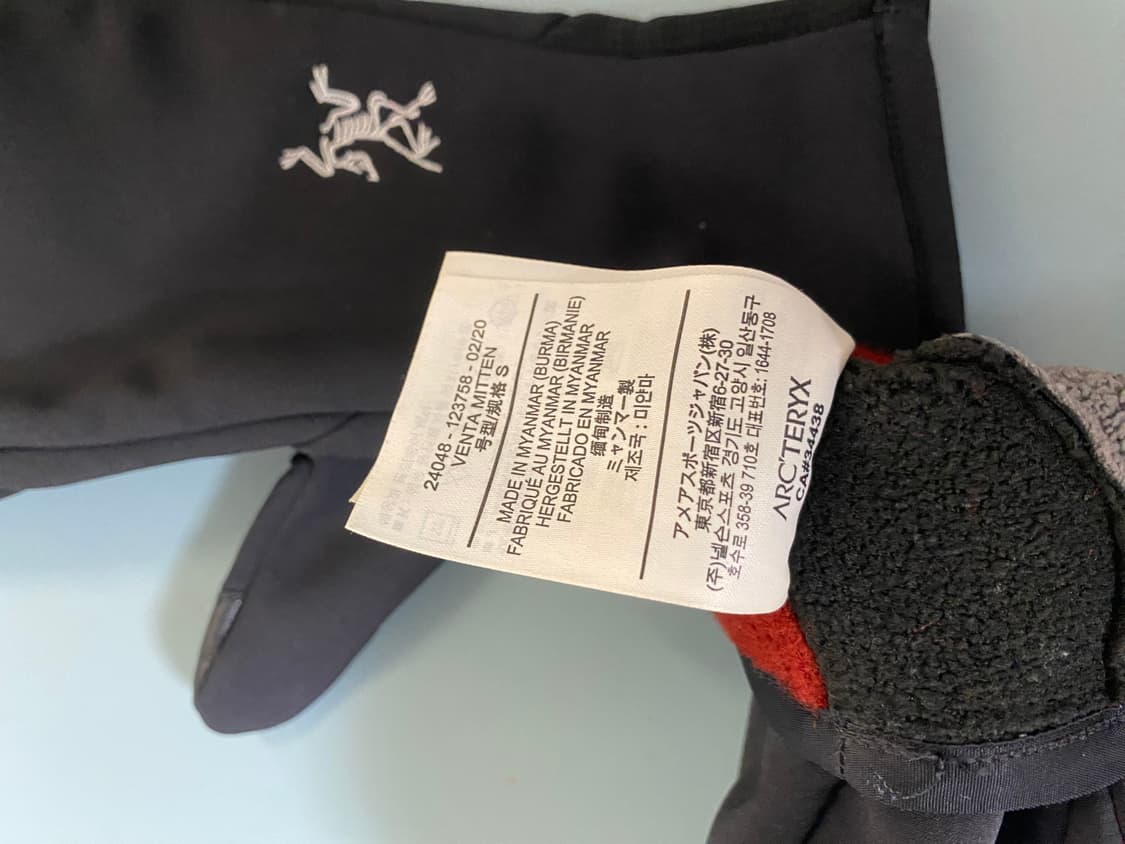 24048 - 123758 - 02/20
VENTA MITTEN
号型/规格 S
MADE IN MYANMAR (BURMA)
FABRIQUÉ AU MYANMAR (BIRMANIE)
HERGESTELLT IN MYANMAR
FABRICADO EN MYANMAR
缅甸制造
ミャンマー製
제조국 : 미얀마
アメアスポーツジャパン(株)
東京都新宿区新宿6-27-30
(주)넬슨스포츠 경기도 고양시 일산동구
호수로 358-39 710호 대표번호: 1644-1708
ARC'TERYX
CA#34438